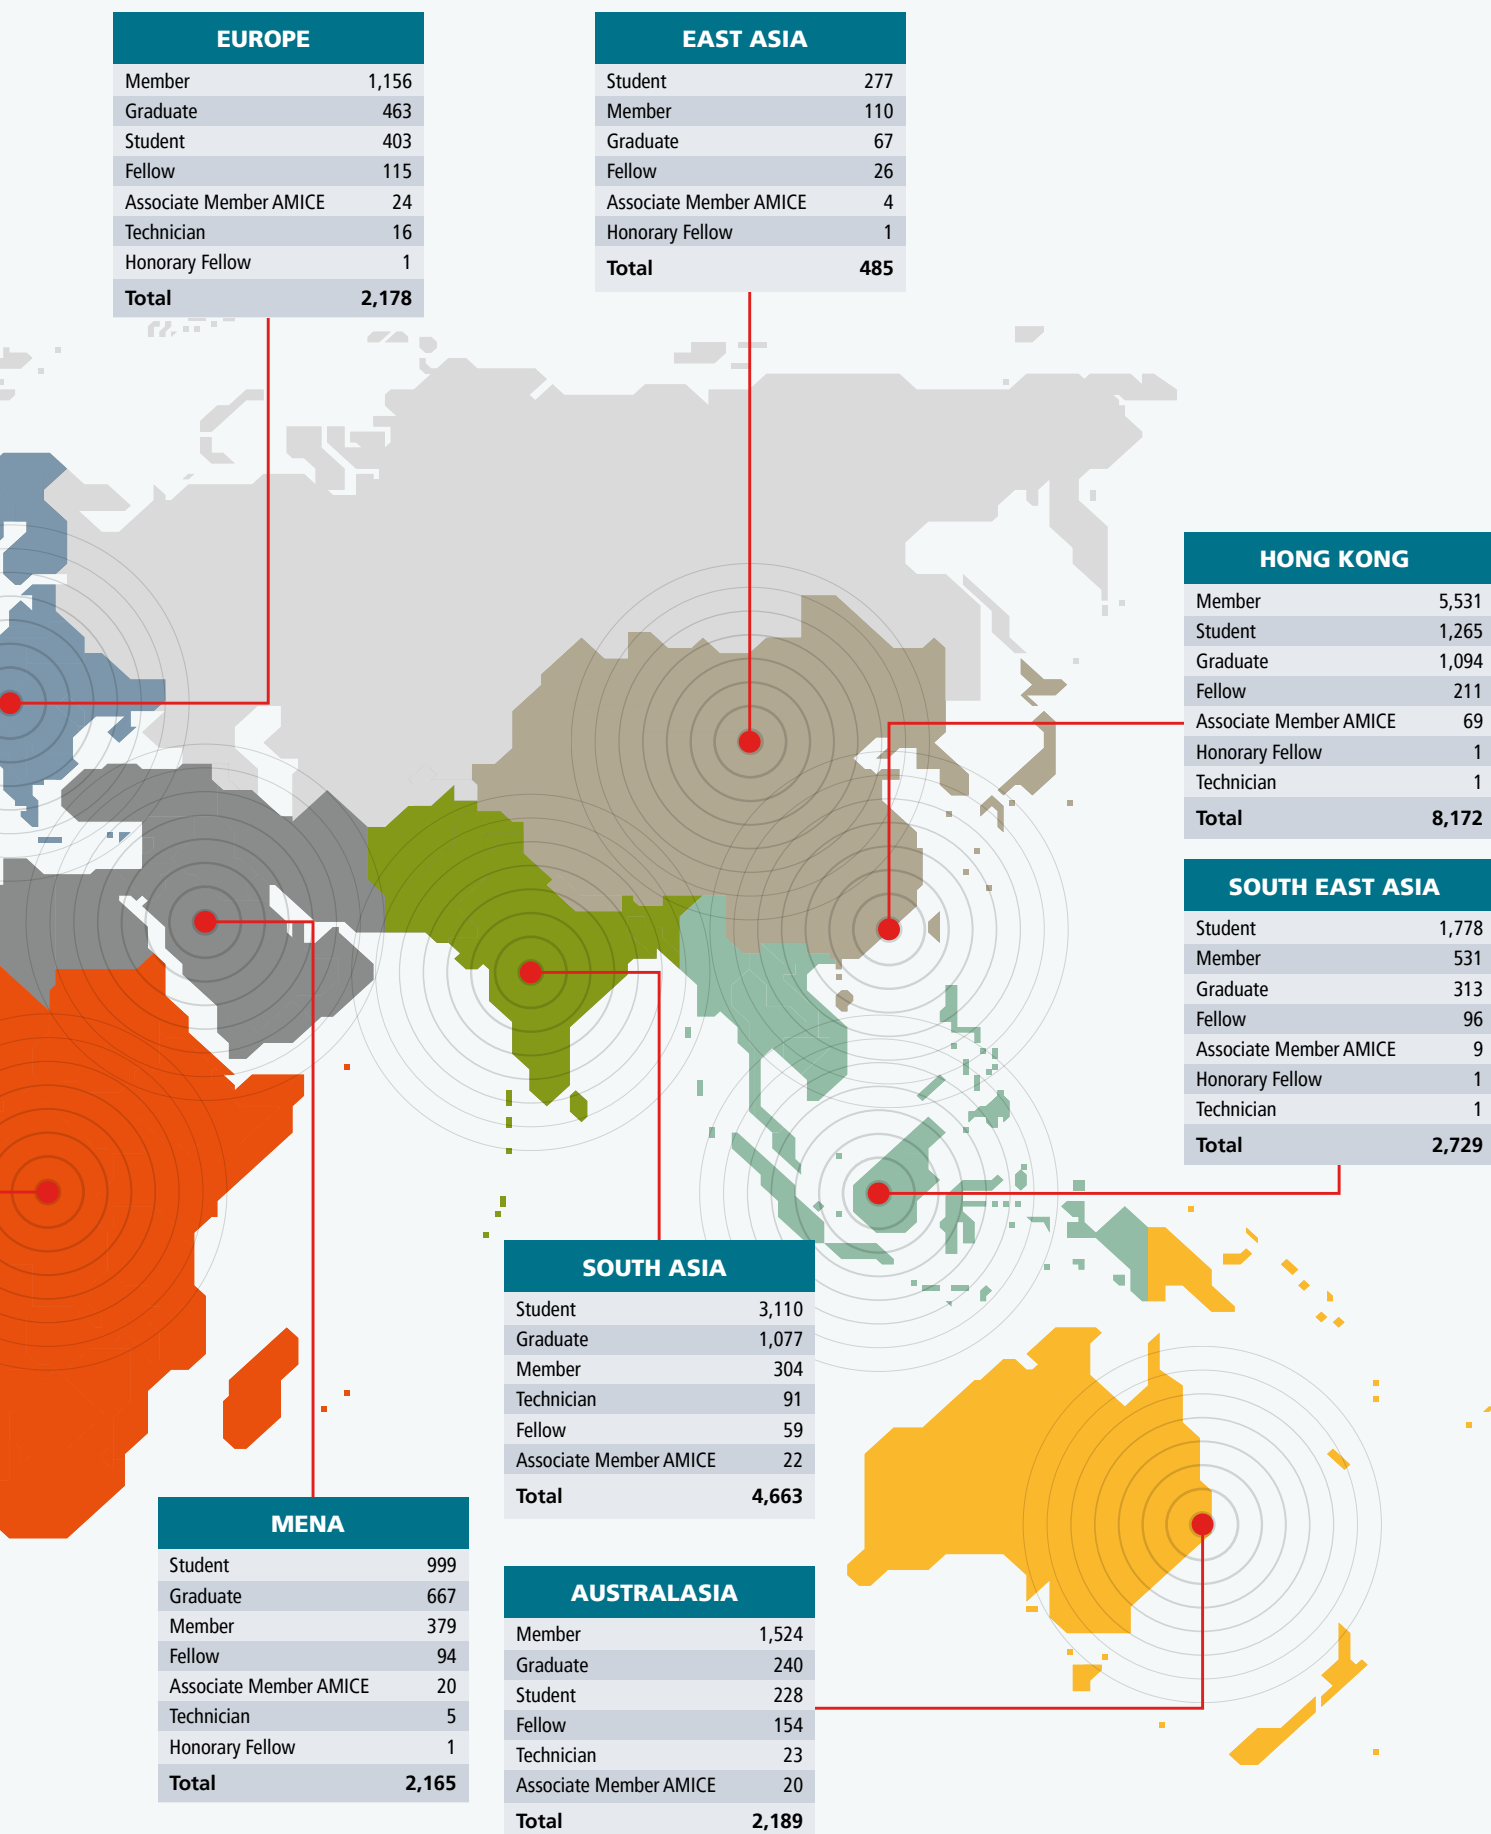 EUROPE
Member 1,156
Graduate 463
Student 403
Fellow 115
Associate Member AMICE 24
Technician 16
Honorary Fellow 1
Total 2,178
EAST ASIA
Student 277
Member 110
Graduate 67
Fellow 26
Associate Member AMICE 4
Honorary Fellow 1
Total 485
HONG KONG
Member 5,531
Student 1,265
Graduate 1,094
Fellow 211
Associate Member AMICE 69
Honorary Fellow 1
Technician 1
Total 8,172
SOUTH EAST ASIA
Student 1,778
Member 531
Graduate 313
Fellow 96
Associate Member AMICE 9
Honorary Fellow 1
Technician 1
Total 2,729
SOUTH ASIA
Student 3,110
Graduate 1,077
Member 304
Technician 91
Fellow 59
Associate Member AMICE 22
Total 4,663
MENA
Student 999
Graduate 667
Member 379
Fellow 94
Associate Member AMICE 20
Technician 5
Honorary Fellow 1
Total 2,165
AUSTRALASIA
Member 1,524
Graduate 240
Student 228
Fellow 154
Technician 23
Associate Member AMICE 20
Total 2,189